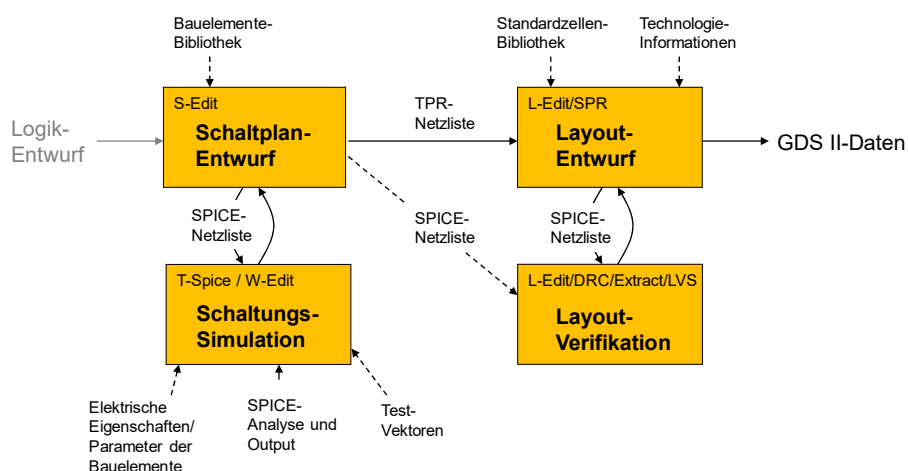 Bauelemente-
Bibliothek
Standardzellen-
Bibliothek
Technologie-
Informationen
Logik-
Entwurf
S-Edit
Schaltplan-
Entwurf
TPR-
Netzliste
L-Edit/SPR
Layout-
Entwurf
GDS II-Daten
SPICE-
Netzliste
SPICE-
Netzliste
SPICE-
Netzliste
T-Spice / W-Edit
Schaltungs-
Simulation
L-Edit/DRC/Extract/LVS
Layout-
Verifikation
Elektrische
Eigenschaften/
Parameter der
Bauelemente
SPICE-
Analyse und
Output
Test-
Vektoren